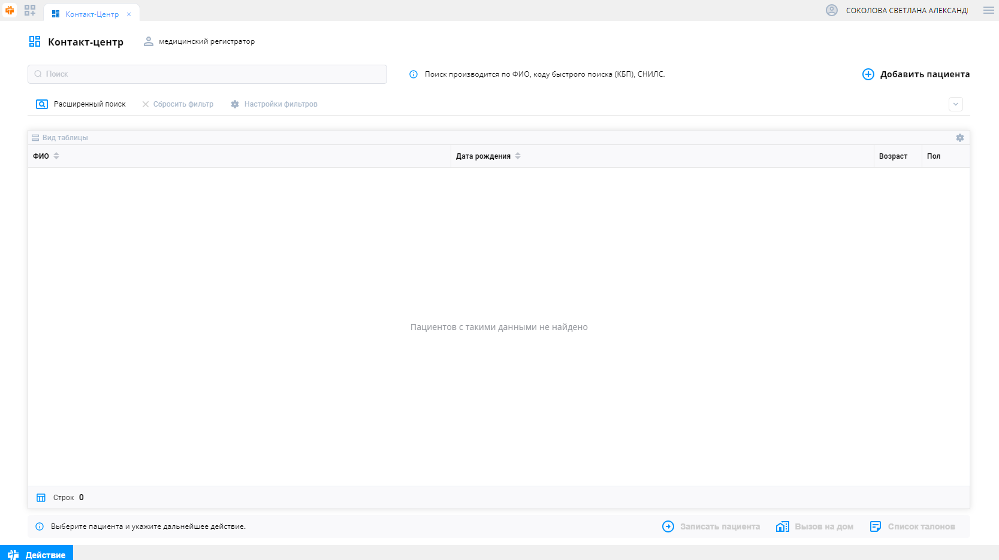 Контакт-Центр
СОКОЛОВА СВЕТЛАНА АЛЕКСАНД
Контакт-центр
медицинский регистратор
Поиск
Поиск производится по ФИО, коду быстрого поиска (КБП), СНИЛС.
Добавить пациента
Расширенный поиск
Сбросить фильтр
Настройки фильтров
Вид таблицы
ФИО
Дата рождения
Возраст
Пол
Пациентов с такими данными не найдено
Строк 0
Выберите пациента и укажите дальнейшее действие.
Записать пациента
Вызов на дом
Список талонов
Действие